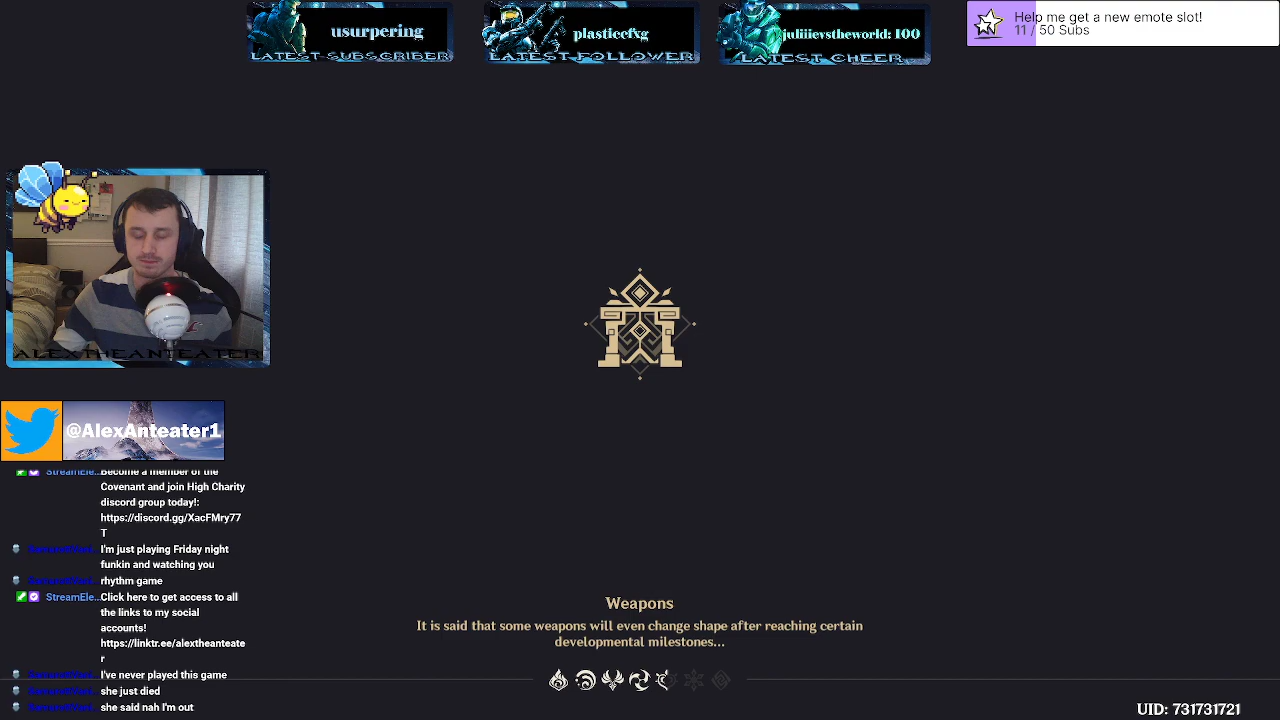 usurpering
LATEST SUBSCRIBER
plasticefxg
LATEST FOLLOWER
juliiievstheworld: 100
LATEST CHEER
Help me get a new emote slot!
11 / 50 Subs
ALEXTHEANTEATER
@AlexAnteater1
StreamEle.. Become a member of the
Covenant and join High Charity
discord group today!:
https://discord.gg/XacFMry77
T
I'm just playing Friday night
funkin and watching you
rhythm game
StreamEle.. Click here to get access to all
the links to my social
accounts!
https://linktr.ee/alextheanteate
r
I've never played this game
she just died
she said nah I'm out
Weapons
It is said that some weapons will even change shape after reaching certain
developmental milestones...
UID: 731731721